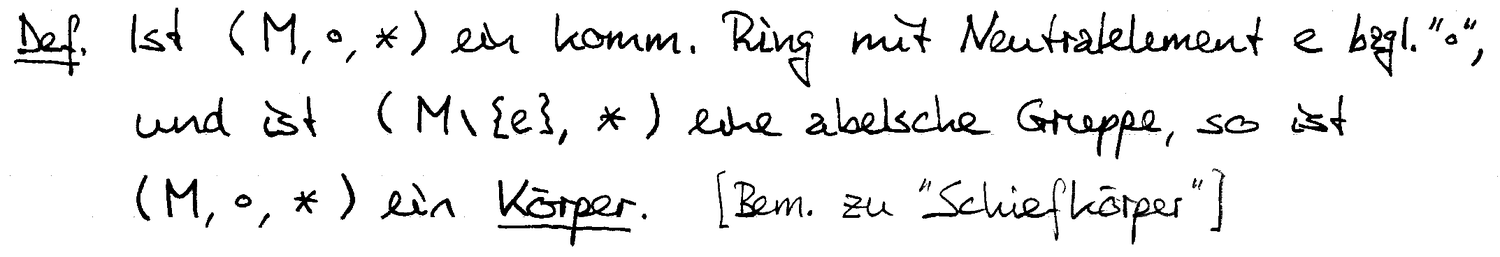 Def. Ist (M, ∘, *) ein komm. Ring mit Neutralelement e bzgl. "∘",
und ist (M\{e}, *) eine abelsche Gruppe, so ist
(M, ∘, *) ein Körper. [Bem. zu "Schiefkörper"]